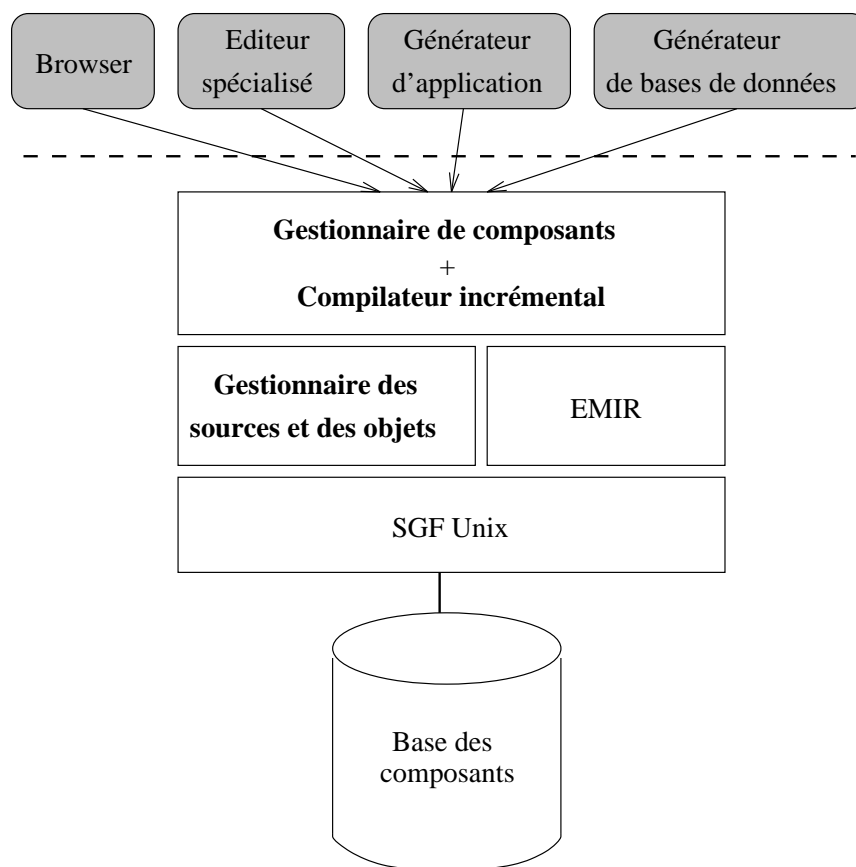 Browser
Editeur
spécialisé
Générateur
d’application
Générateur
de bases de données
Gestionnaire de composants
+
Compilateur incrémental
Gestionnaire des
sources et des objets
EMIR
SGF Unix
Base des
composants